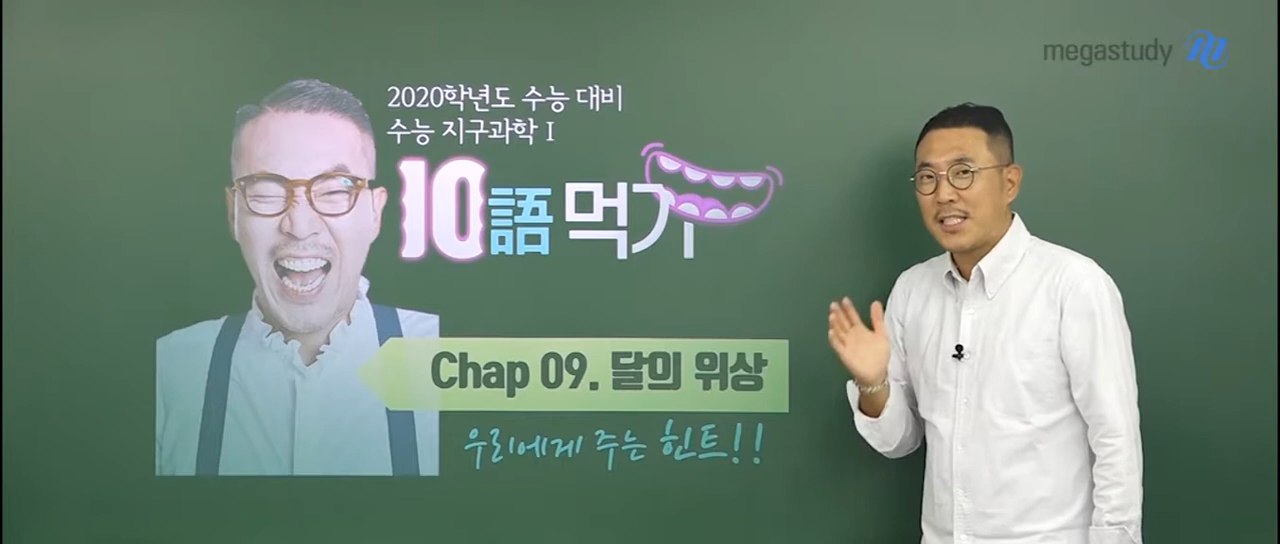 megastudy
2020학년도 수능 대비
수능 지구과학 I
10語 먹기
Chap 09. 달의 위상
우리에게 주는 힌트!!